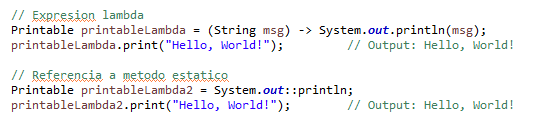 // Expresion lambda
Printable printableLambda = (String msg) -> System.out.println(msg);
printableLambda.print("Hello, World!");          // Output: Hello, World!
// Referencia a metodo estatico
Printable printableLambda2 = System.out::println;
printableLambda2.print("Hello, World!");         // Output: Hello, World!